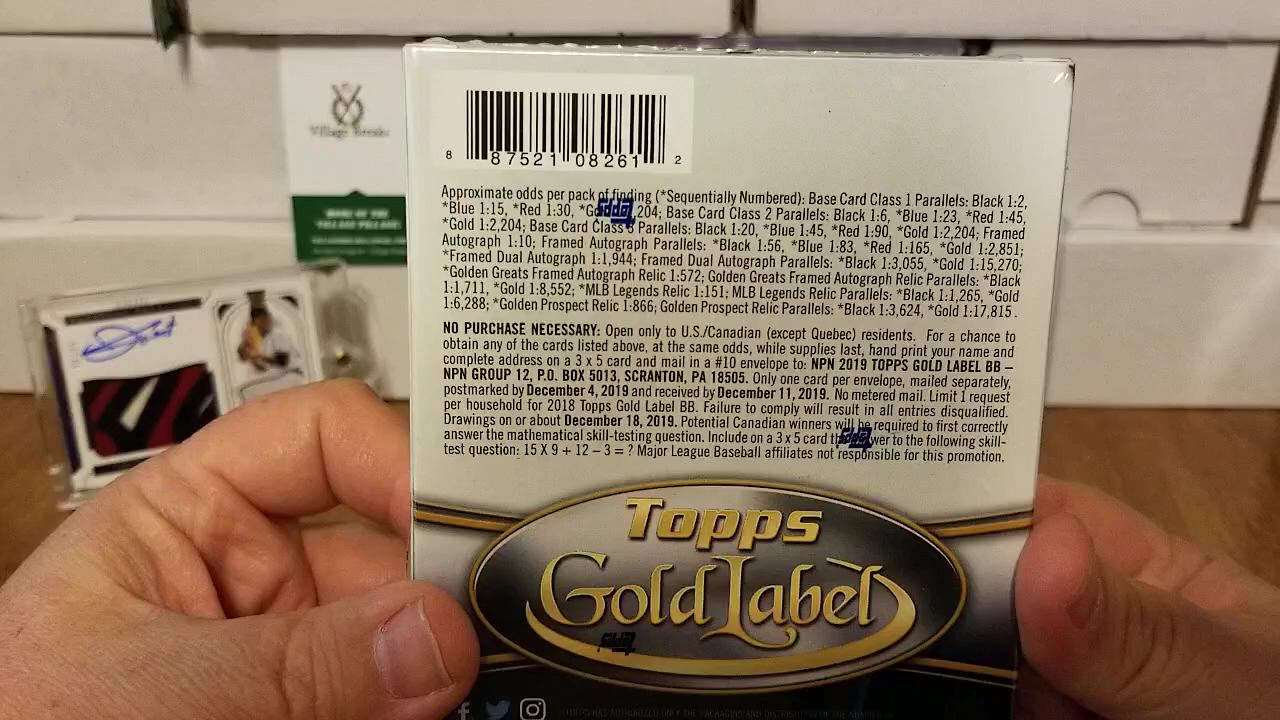 Village Breaks
8 87521 08261 2
Approximate odds per pack of finding (*Sequentially Numbered): Base Card Class 1 Parallels: Black 1:2,
*Blue 1:15, *Red 1:30, 204; Base Card Class 2 Parallels: Black 1:6, *Blue 1:23, *Red 1:45,
*Gold 1:2,204; Base Card Class 3 Parallels: Black 1:20, *Blue 1:45, *Red 1:90, *Gold 1:2,204; Framed
Autograph 1:10; Framed Autograph Parallels: *Black 1:56, *Blue 1:83, *Red 1:165, *Gold 1:2,851;
*Framed Dual Autograph 1:1,944; Framed Dual Autograph Parallels: *Black 1:3,055, *Gold 1:15,270;
*Golden Greats Framed Autograph Relic 1:572; Golden Greats Framed Autograph Relic Parallels: *Black
1:1,711, *Gold 1:8,552; *MLB Legends Relic 1:151; MLB Legends Relic Parallels: *Black 1:1,265, *Gold
1:6,288; *Golden Prospect Relic 1:866; Golden Prospect Relic Parallels: *Black 1:3,624, *Gold 1:17,815.
NO PURCHASE NECESSARY: Open only to U.S./Canadian (except Quebec) residents. For a chance to
obtain any of the cards listed above, at the same odds, while supplies last, hand print your name and
complete address on a 3 x 5 card and mail in a #10 envelope to: NPN 2019 TOPPS GOLD LABEL BB –
NPN GROUP 12, P.O. BOX 5013, SCRANTON, PA 18505. Only one card per envelope, mailed separately,
postmarked by December 4, 2019 and received by December 11, 2019. No metered mail. Limit 1 request
per household for 2018 Topps Gold Label BB. Failure to comply will result in all entries disqualified.
Drawings on or about December 18, 2019. Potential Canadian winners will be required to first correctly
answer the mathematical skill-testing question. Include on a 3 x 5 card the answer to the following skill-
test question: 15 X 9 + 12 – 3 = ? Major League Baseball affiliates not responsible for this promotion.
Topps
Gold Label